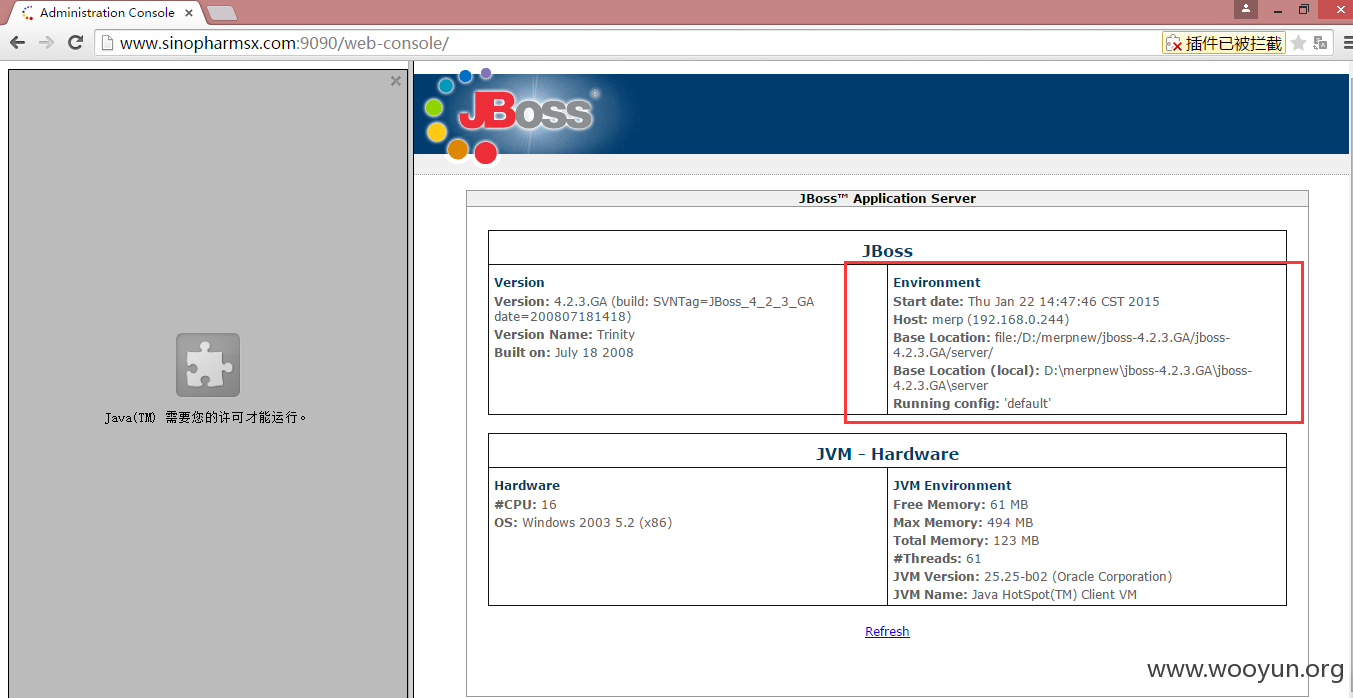 Administration Console
www.sinopharmsx.com:9090/web-console/
插件已被拦截
Java(TM) 需要您的许可才能运行。
JBoss
JBoss™ Application Server
JBoss
Version
Version: 4.2.3.GA (build: SVNTag=JBoss_4_2_3_GA
date=200807181418)
Version Name: Trinity
Built on: July 18 2008
Environment
Start date: Thu Jan 22 14:47:46 CST 2015
Host: merp (192.168.0.244)
Base Location: file:/D:/merpnew/jboss-4.2.3.GA/jboss-
4.2.3.GA/server/
Base Location (local): D:\merpnew\jboss-4.2.3.GA\jboss-
4.2.3.GA\server
Running config: 'default'
JVM - Hardware
Hardware
#CPU: 16
OS: Windows 2003 5.2 (x86)
JVM Environment
Free Memory: 61 MB
Max Memory: 494 MB
Total Memory: 123 MB
#Threads: 61
JVM Version: 25.25-b02 (Oracle Corporation)
JVM Name: Java HotSpot(TM) Client VM
Refresh
www.wooyun.org